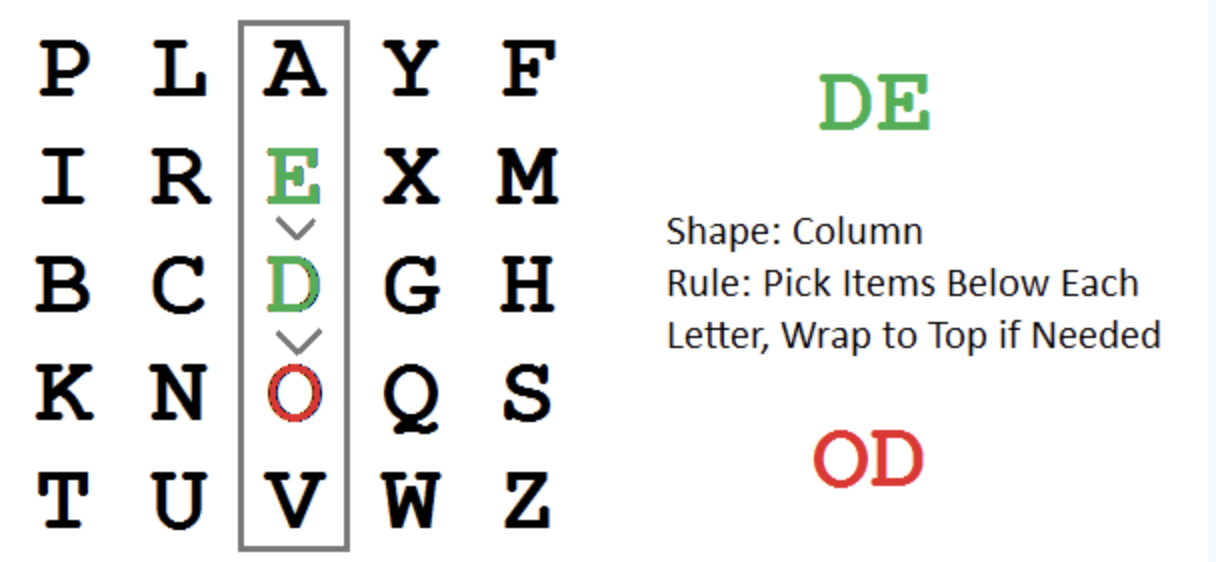 P L A Y F
I R E X M
B C D G H
K N O Q S
T U V W Z
DE
Shape: Column
Rule: Pick Items Below Each
Letter, Wrap to Top if Needed
OD